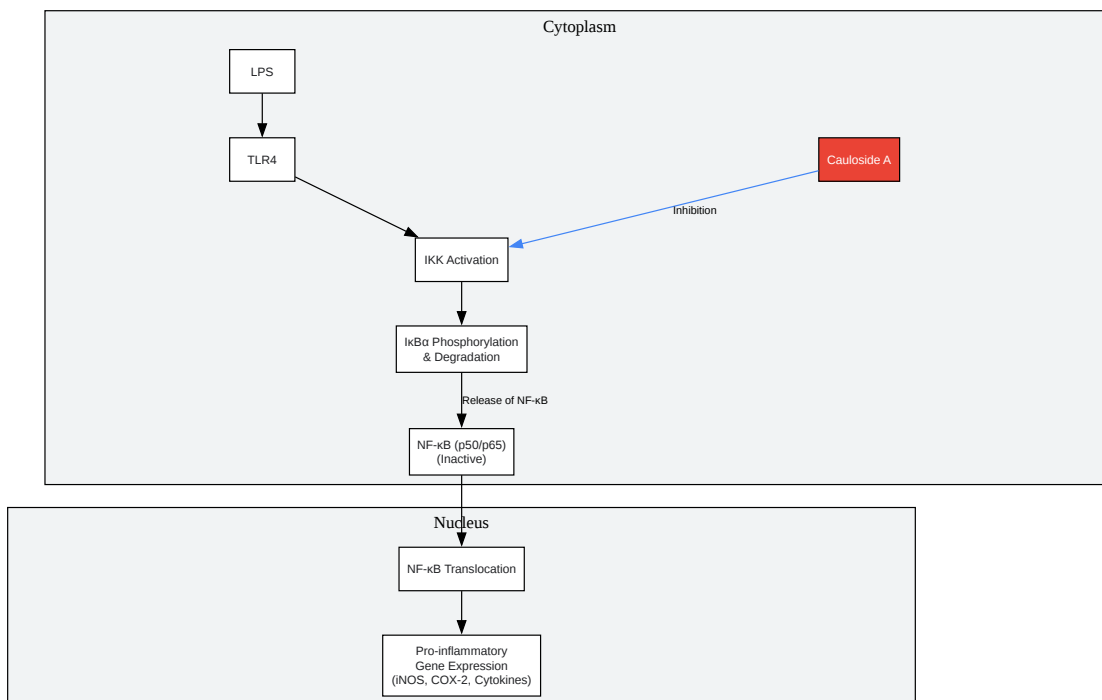 Cytoplasm
LPS
TLR4
Cauloside A
Inhibition
IKK Activation
IκBα Phosphorylation
& Degradation
Release of NF-κB
NF-κB (p50/p65)
(Inactive)
Nucleus
NF-κB Translocation
Pro-inflammatory
Gene Expression
(iNOS, COX-2, Cytokines)